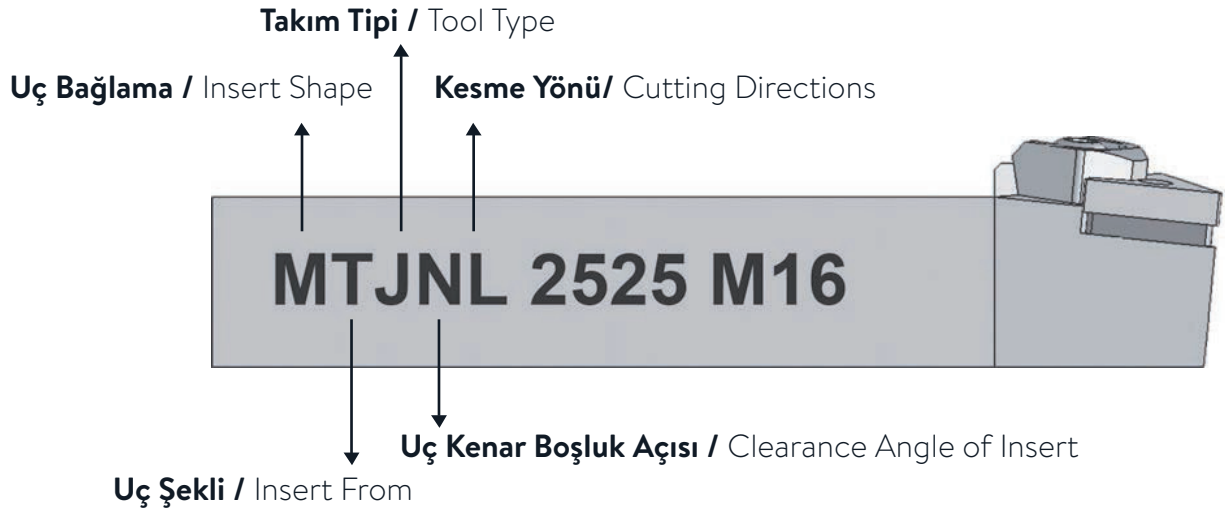 Takım Tipi / Tool Type
Uç Bağlama / Insert Shape
Kesme Yönü/ Cutting Directions
MTJNL 2525 M16
Uç Kenar Boşluk Açısı / Clearance Angle of Insert
Uç Şekli / Insert From